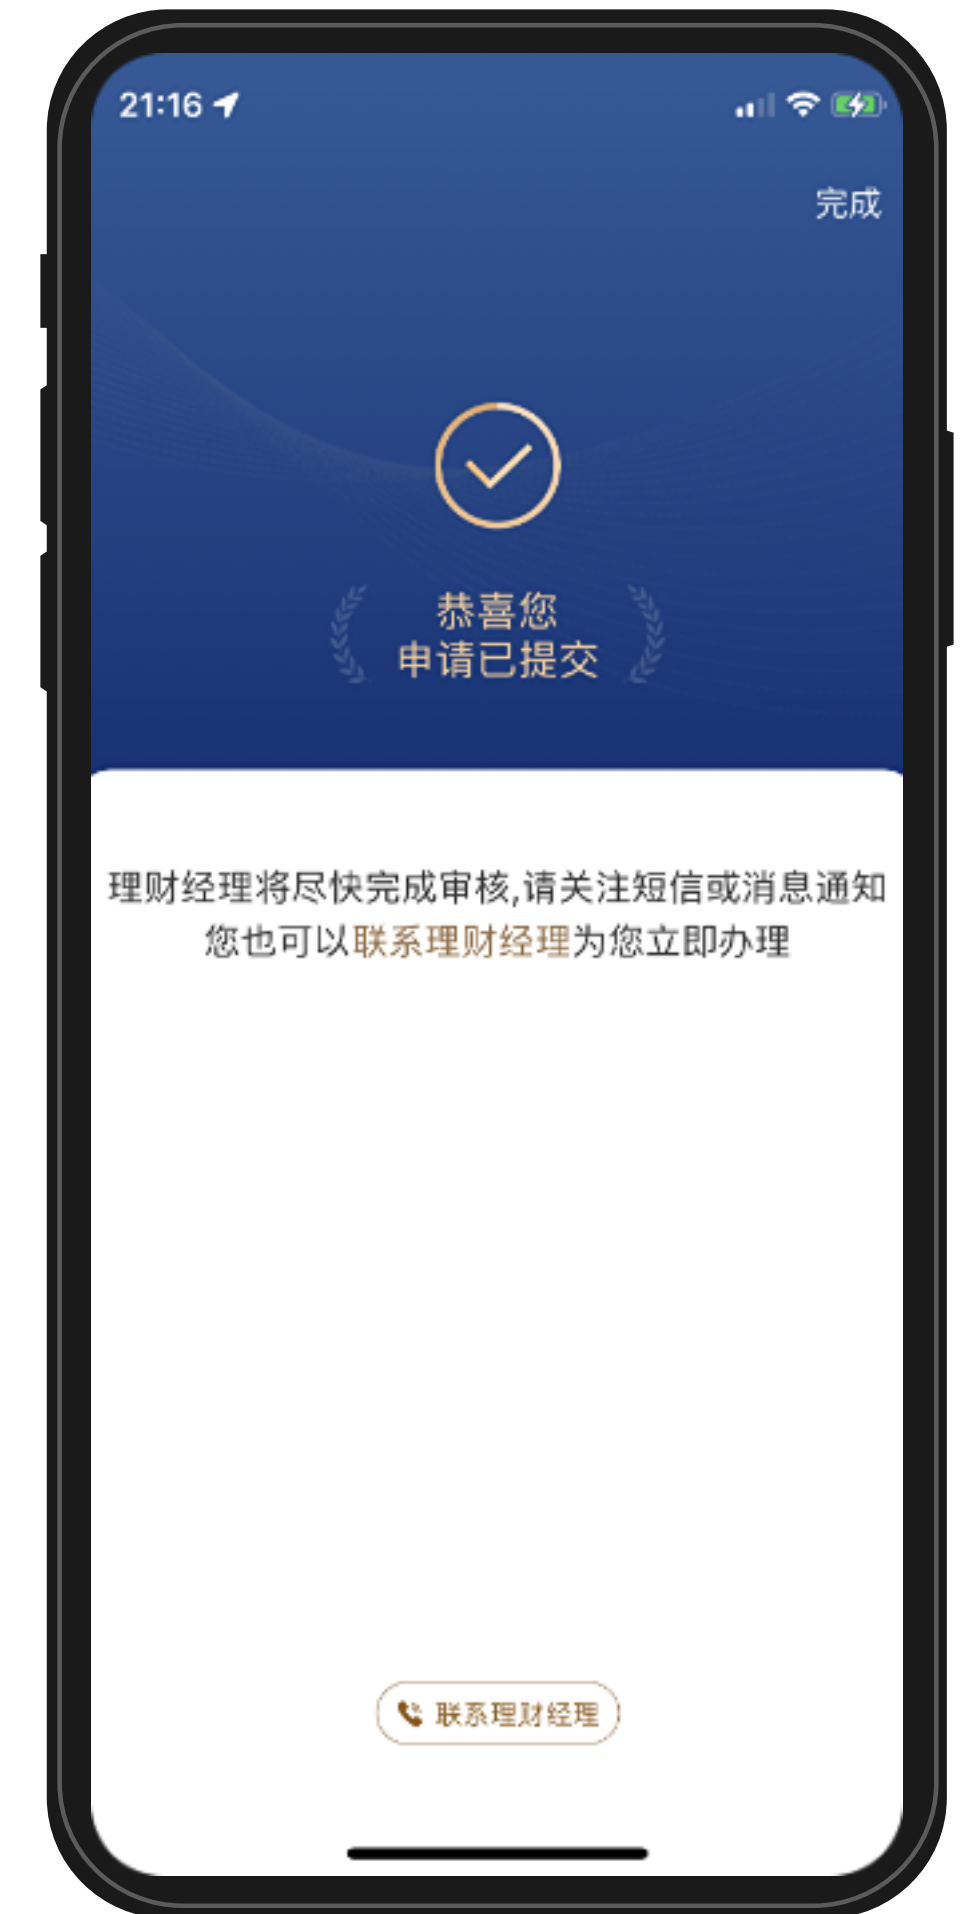 21:16
完成
恭喜您
申请已提交
理财经理将尽快完成审核,请关注短信或消息通知
您也可以联系理财经理为您立即办理
联系理财经理